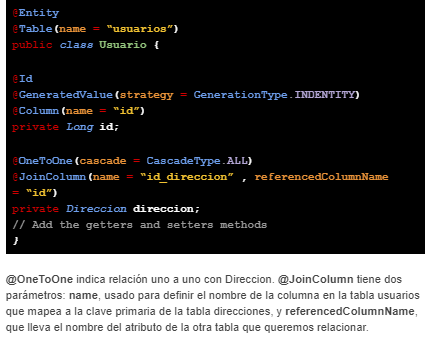 @Entity
@Table(name = “usuarios”)
public class Usuario {
@Id
@GeneratedValue(strategy = GenerationType.INDENTITY)
@Column(name = “id”)
private Long id;
@OneToOne(cascade = CascadeType.ALL)
@JoinColumn(name = “id_direccion” , referencedColumnName
= “id”)
private Direccion direccion;
// Add the getters and setters methods
}
@OneToOne indica relación uno a uno con Direccion. @JoinColumn tiene dos
parámetros: name, usado para definir el nombre de la columna en la tabla usuarios
que mapea a la clave primaria de la tabla direcciones, y referencedColumnName,
que lleva el nombre del atributo de la otra tabla que queremos relacionar.